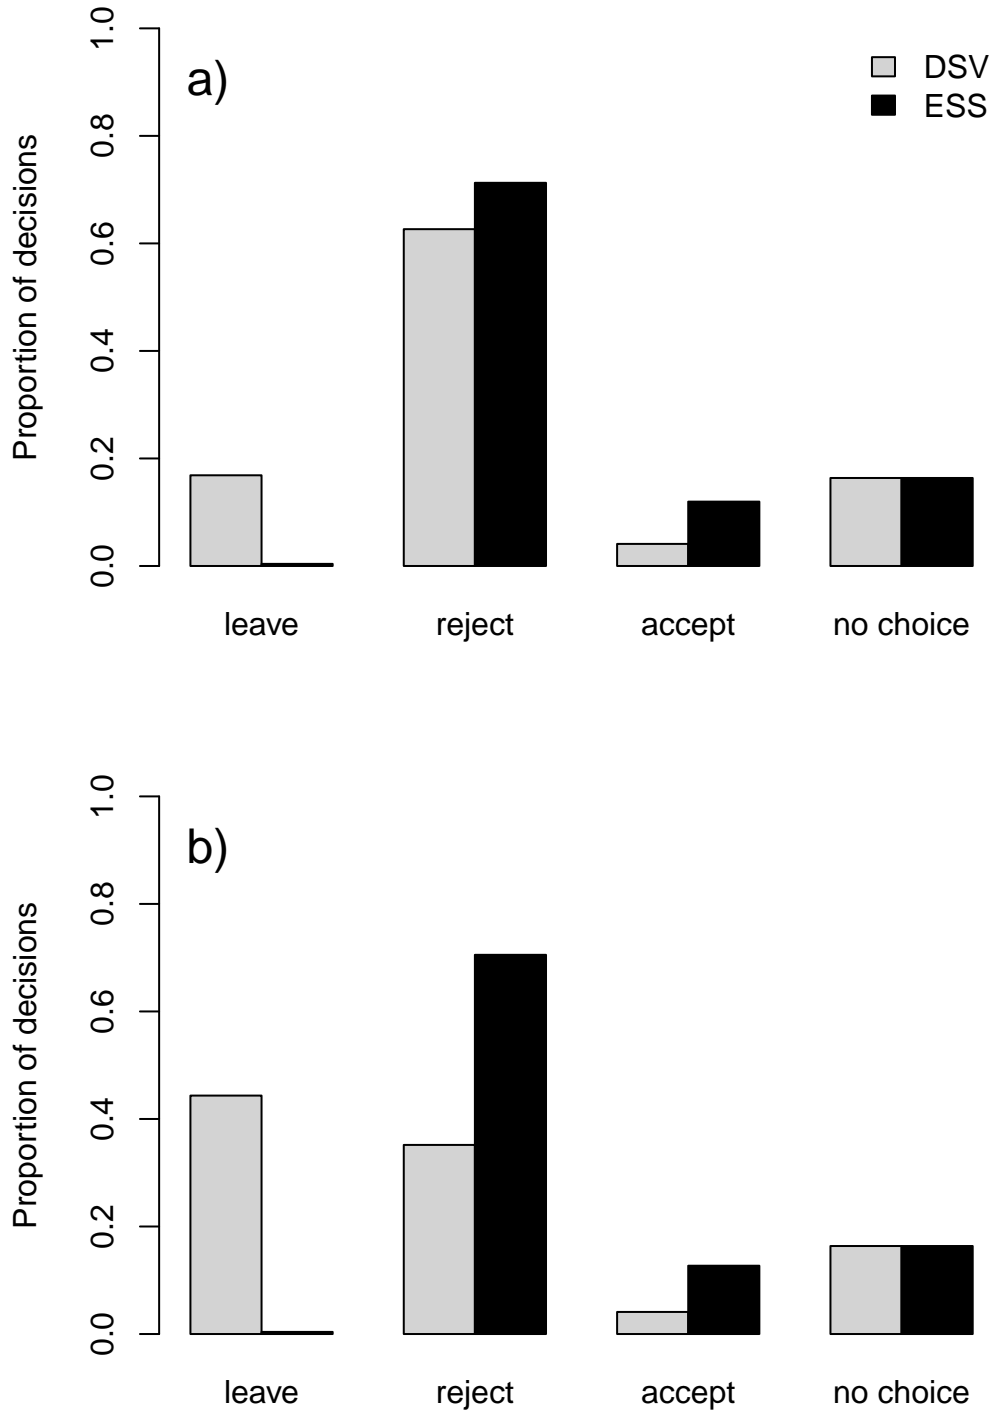 a)
DSV
ESS
Proportion of decisions
1.0
0.8
0.6
0.4
0.2
0.0
leave reject accept no choice
b)
Proportion of decisions
1.0
0.8
0.6
0.4
0.2
0.0
leave reject accept no choice